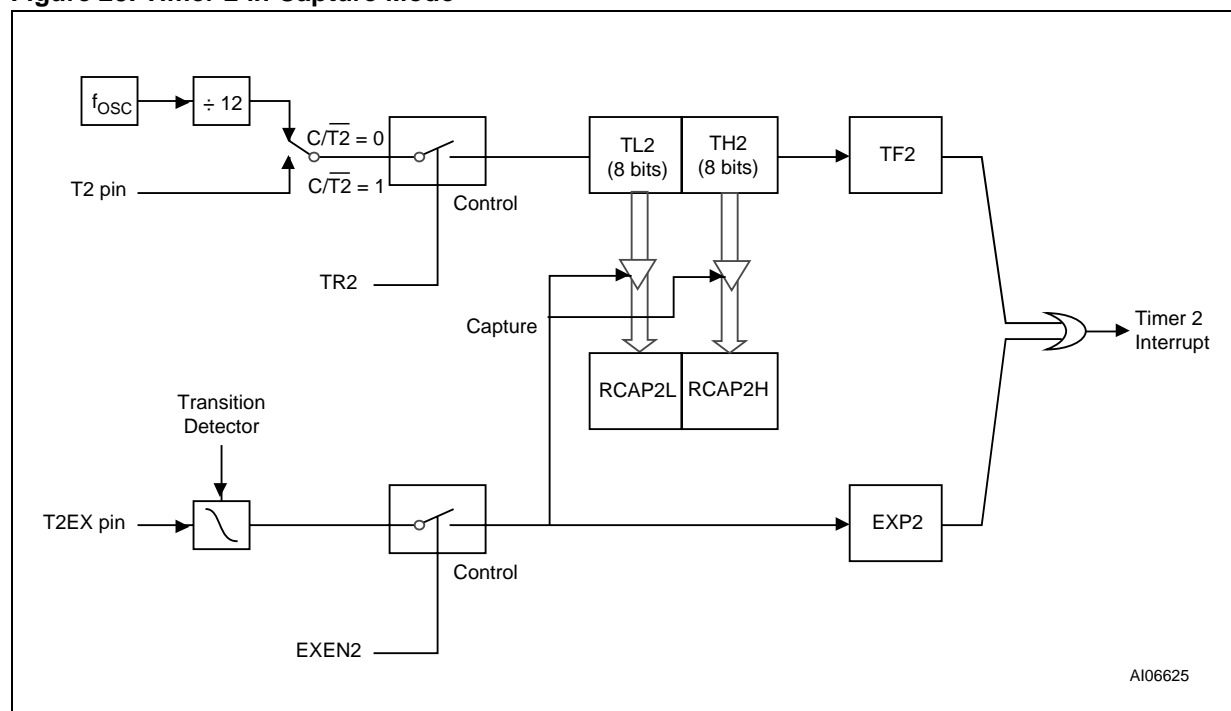 f_OSC
÷ 12
C/T2̅ = 0
C/T2̅ = 1
T2 pin
Control
TR2
TL2
(8 bits)
TH2
(8 bits)
TF2
Capture
RCAP2L
RCAP2H
Timer 2
Interrupt
Transition
Detector
T2EX pin
Control
EXEN2
EXP2
AI06625